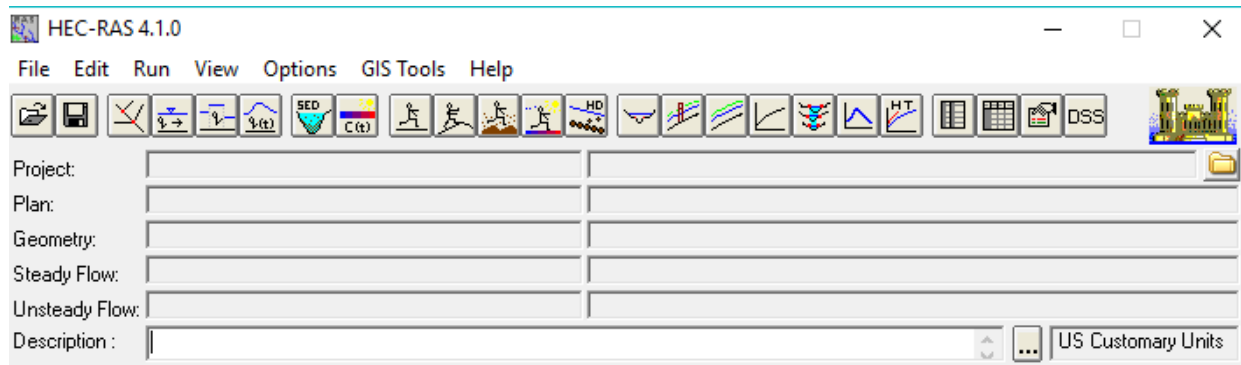 HEC-RAS 4.1.0
File Edit Run View Options GIS Tools Help
SED C(t) HD HT DSS
Project:
Plan:
Geometry:
Steady Flow:
Unsteady Flow:
Description : ... US Customary Units